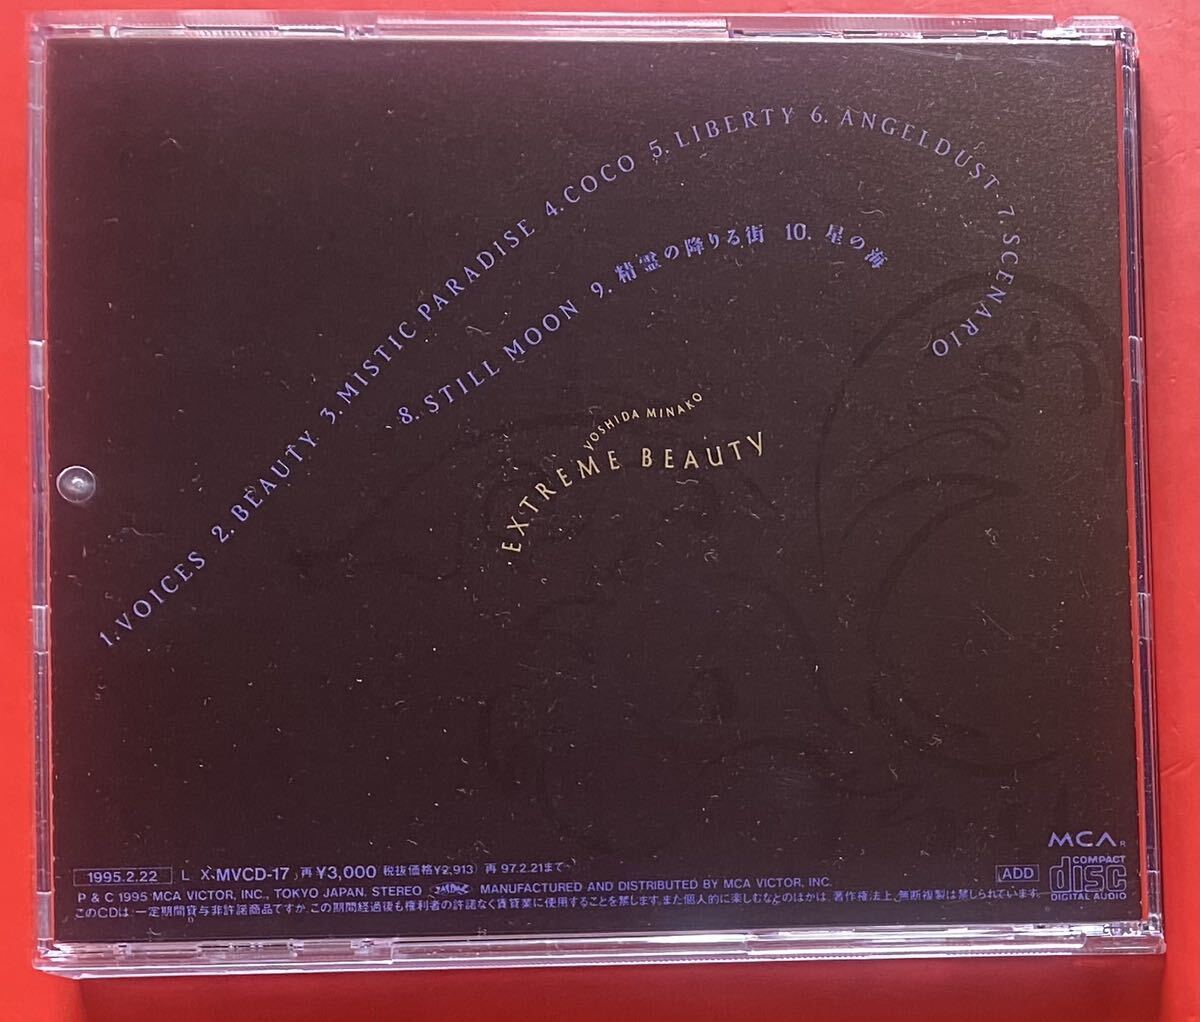 1. VOICES 2. BEAUTY 3. MISTIC PARADISE 4. COCO 5. LIBERTY 6. ANGELDUST 7. SCENARIO
8. STILL MOON 9. 精霊の降りる街 10. 星の海
YOSHIDA MINAKO
EXTREME BEAUTY
MCA R
1995.2.22 L X MVCD-17 再 ¥3,000 (税抜価格¥2,913) 再 97.2.21まで ADD COMPACT disc DIGITAL AUDIO
P & C 1995 MCA VICTOR, INC., TOKYO JAPAN. STEREO MANUFACTURED AND DISTRIBUTED BY MCA VICTOR, INC.
このCDは、一定期間貸与非許諾商品ですが、この期間経過後も権利者の許諾なく賃貸業に使用することを禁します。また個人的に楽しむなどのほかは、著作権法上、無断複製は禁じられています。